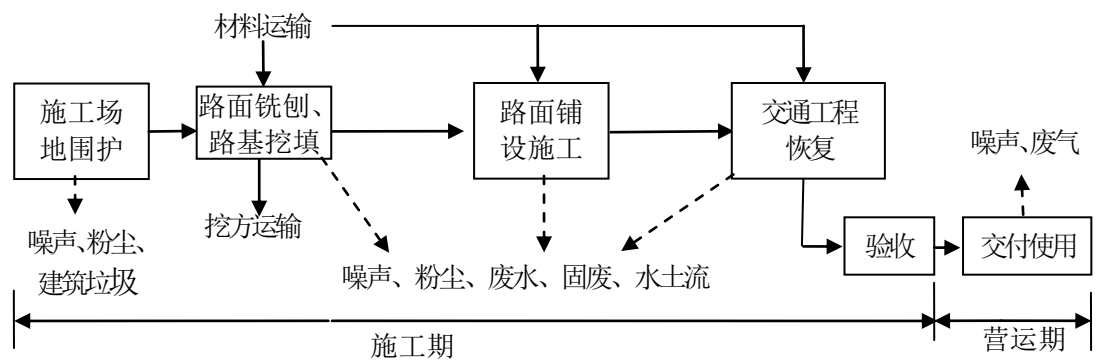 材料运输
施工场
地围护
路面铣刨、
路基挖填
路面铺
设施工
交通工程
恢复
噪声、废气
挖方运输
噪声、粉尘、
建筑垃圾
验收
交付使用
噪声、粉尘、废水、固废、水土流
施工期
营运期